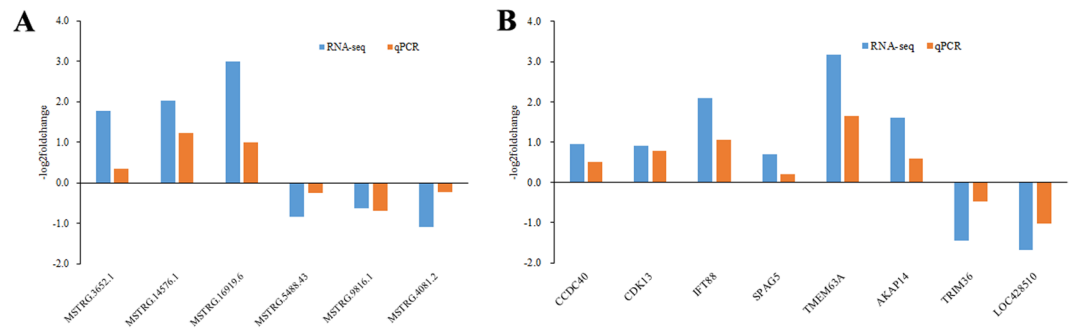 A
4.0
3.0
2.0
1.0
0.0
-1.0
-2.0
-log2foldchange
RNA-seq qPCR
MSTRG.3652.1
MSTRG.14576.1
MSTRG.16919.6
MSTRG.5488.43
MSTRG.9816.1
MSTRG.4081.2
B
4.0
3.0
2.0
1.0
0.0
-1.0
-2.0
-log2foldchange
RNA-seq qPCR
CCDC40
CDK13
IFT88
SPAG5
TMEM63A
AKAP14
TRIM36
LOC428510